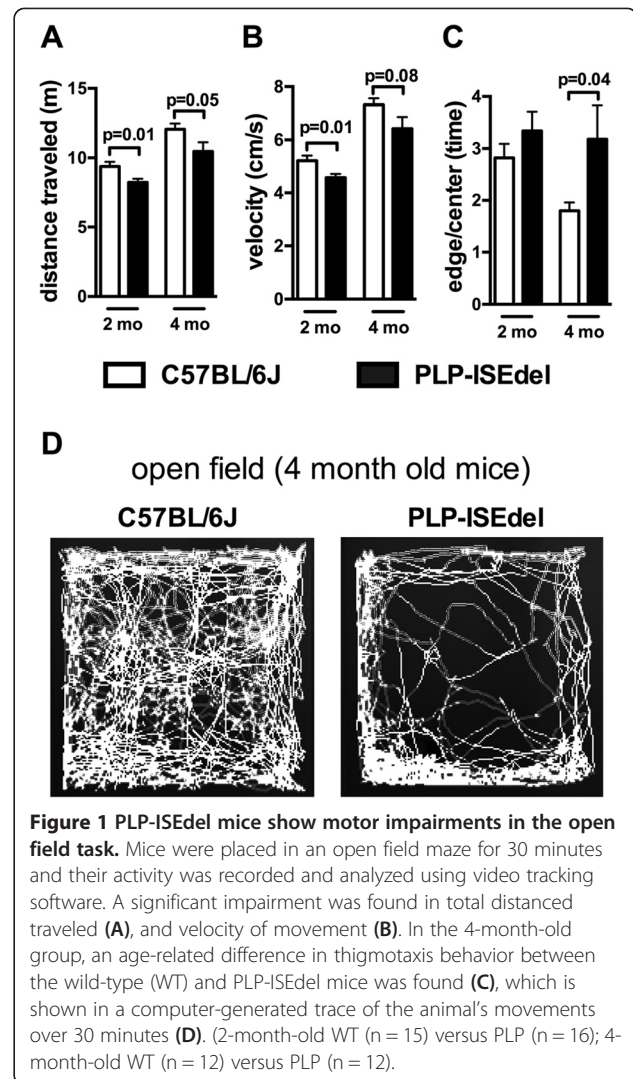 A
B
C
distance traveled (m)
15
10
5
0
p=0.01
p=0.05
2 mo
4 mo
velocity (cm/s)
8
6
4
2
0
p=0.01
p=0.08
2 mo
4 mo
edge/center (time)
4
3
2
1
0
p=0.04
2 mo
4 mo
C57BL/6J
PLP-ISEdel
D
open field (4 month old mice)
C57BL/6J
PLP-ISEdel
Figure 1 PLP-ISEdel mice show motor impairments in the open
field task. Mice were placed in an open field maze for 30 minutes
and their activity was recorded and analyzed using video tracking
software. A significant impairment was found in total distanced
traveled (A), and velocity of movement (B). In the 4-month-old
group, an age-related difference in thigmotaxis behavior between
the wild-type (WT) and PLP-ISEdel mice was found (C), which is
shown in a computer-generated trace of the animal's movements
over 30 minutes (D). (2-month-old WT (n = 15) versus PLP (n = 16); 4-
month-old WT (n = 12) versus PLP (n = 12).